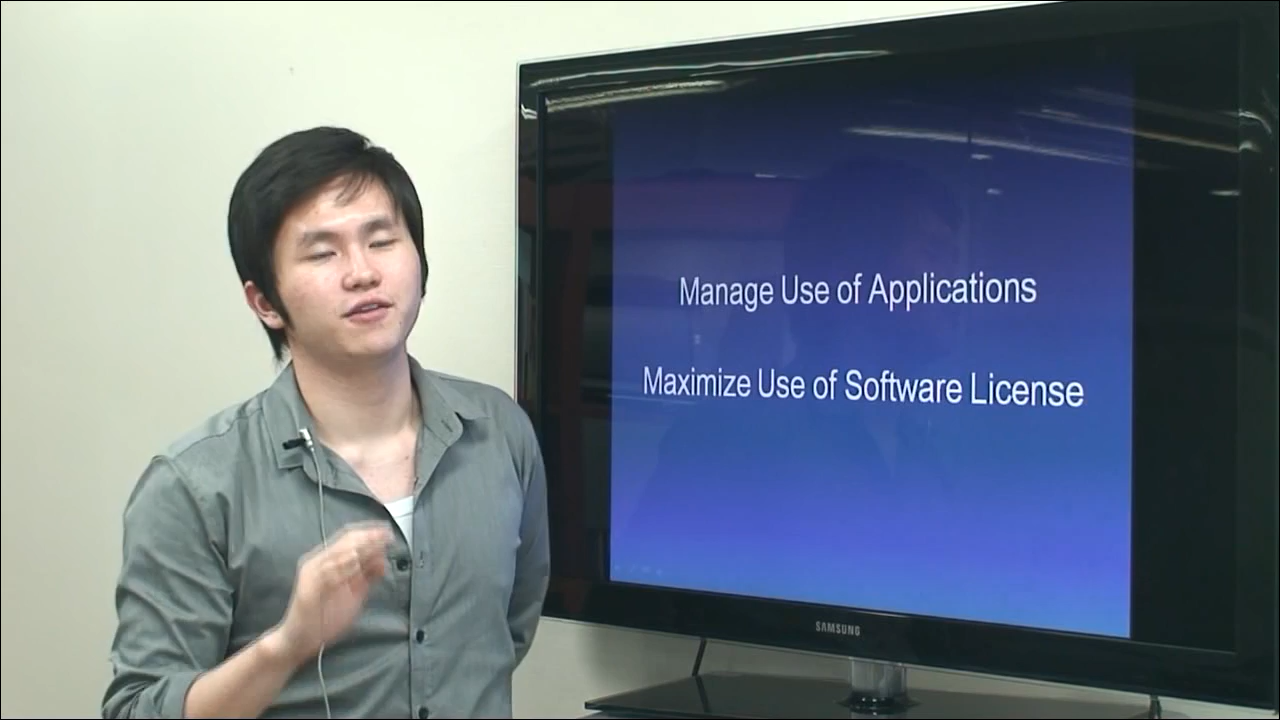 Manage Use of Applications
Maximize Use of Software License
SAMSUNG